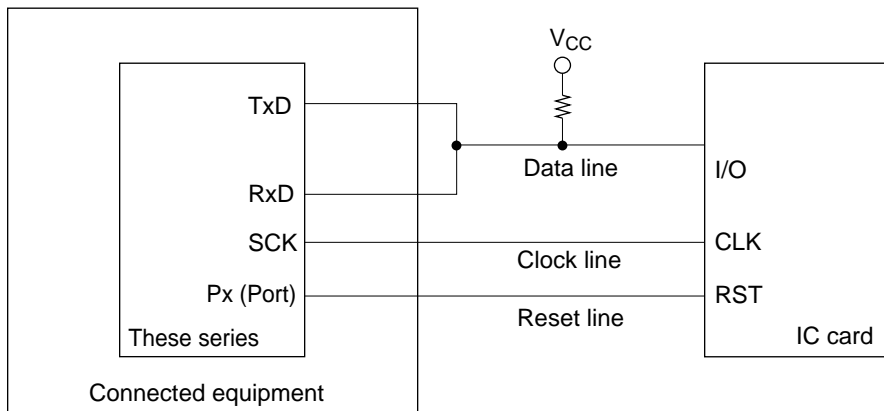 VCC
TxD
Data line
I/O
RxD
SCK
CLK
Clock line
Px (Port)
RST
Reset line
These series
IC card
Connected equipment